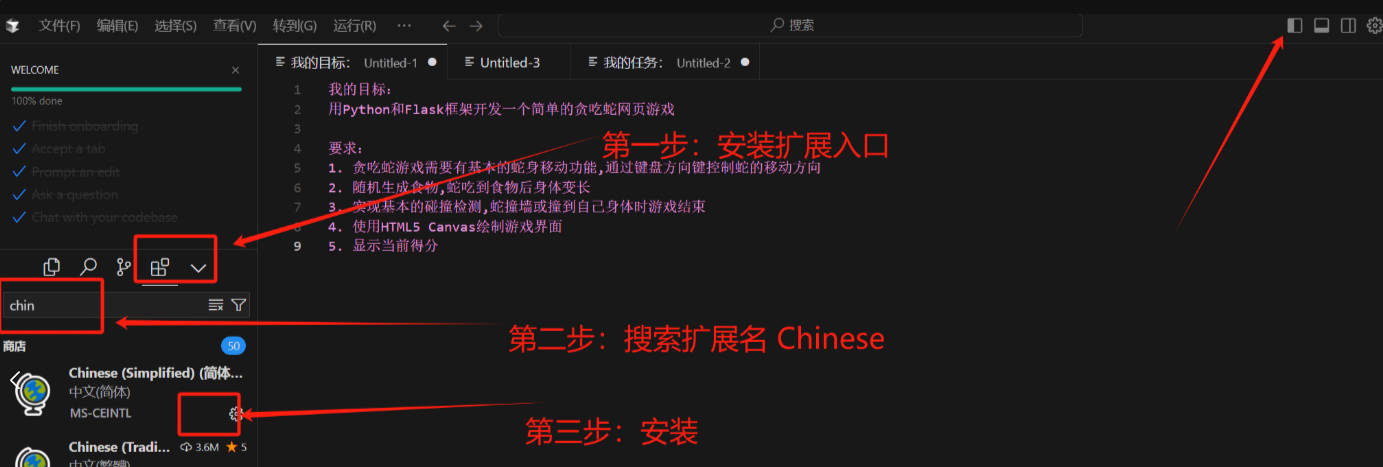 文件(F) 编辑(E) 选择(S) 查看(V) 转到(G) 运行(R) ··· 搜索
WELCOME
100% done
Finish onboarding
Accept a tab
Prompt an edit
Ask a question
Chat with your codebase
chin
商店 50
Chinese (Simplified) (简体...
中文(简体)
MS-CEINTL
Chinese (Tradi... 3.6M 5
中文(繁體)
我的目标： Untitled-1 Untitled-3 我的任务： Untitled-2
1 我的目标:
2 用Python和Flask框架开发一个简单的贪吃蛇网页游戏
3
4 要求:
5 1. 贪吃蛇游戏需要有基本的蛇身移动功能,通过键盘方向键控制蛇的移动方向
6 2. 随机生成食物,蛇吃到食物后身体变长
7 3. 实现基本的碰撞检测,蛇撞墙或撞到自己身体时游戏结束
8 4. 使用HTML5 Canvas绘制游戏界面
9 5. 显示当前得分
第一步：安装扩展入口
第二步：搜索扩展名 Chinese
第三步：安装